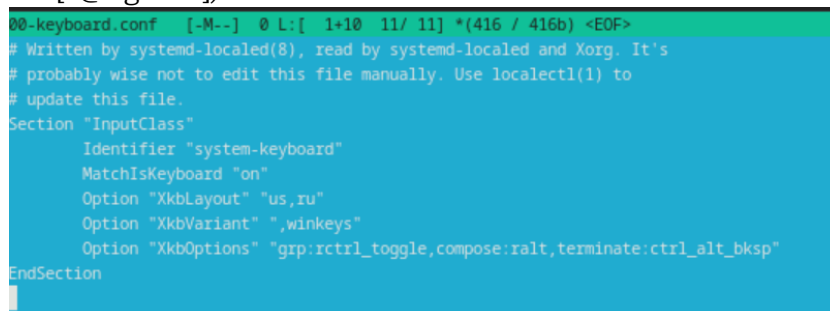 00-keyboard.conf [-M--] 0 L:[ 1+10 11/ 11] *(416 / 416b) <EOF>
# Written by systemd-localed(8), read by systemd-localed and Xorg. It's
# probably wise not to edit this file manually. Use localectl(1) to
# update this file.
Section "InputClass"
        Identifier "system-keyboard"
        MatchIsKeyboard "on"
        Option "XkbLayout" "us,ru"
        Option "XkbVariant" ",winkeys"
        Option "XkbOptions" "grp:rctrl_toggle,compose:ralt,terminate:ctrl_alt_bksp"
EndSection